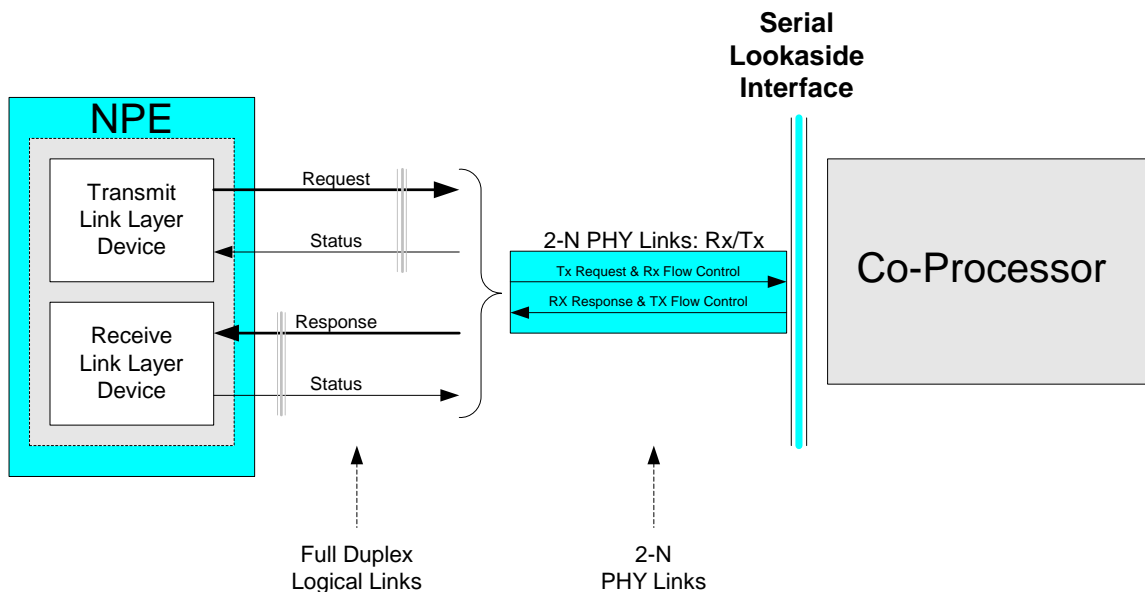 Serial
Lookaside
Interface
NPE
Transmit
Link Layer
Device
Request
Status
Receive
Link Layer
Device
Response
Status
2-N PHY Links: Rx/Tx
Tx Request & Rx Flow Control
RX Response & TX Flow Control
Co-Processor
Full Duplex
Logical Links
2-N
PHY Links